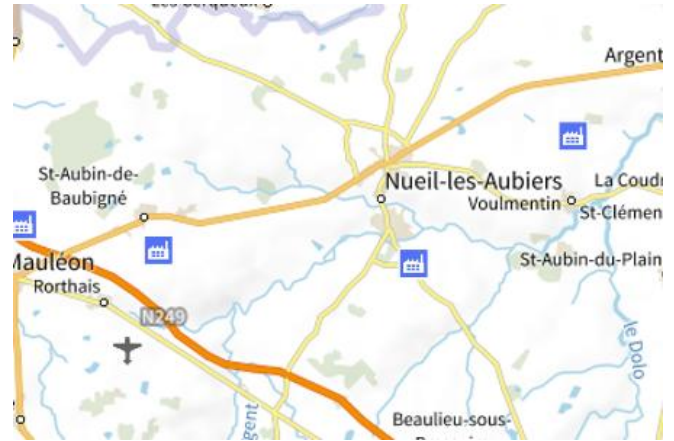 Argent
St-Aubin-de-
Baubigné
Nueil-les-Aubiers
La Coudr
Voulmentin
St-Clémen
Mauléon
St-Aubin-du-Plain
Rorthais
N249
le Dolo
gent
Beaulieu-sous-